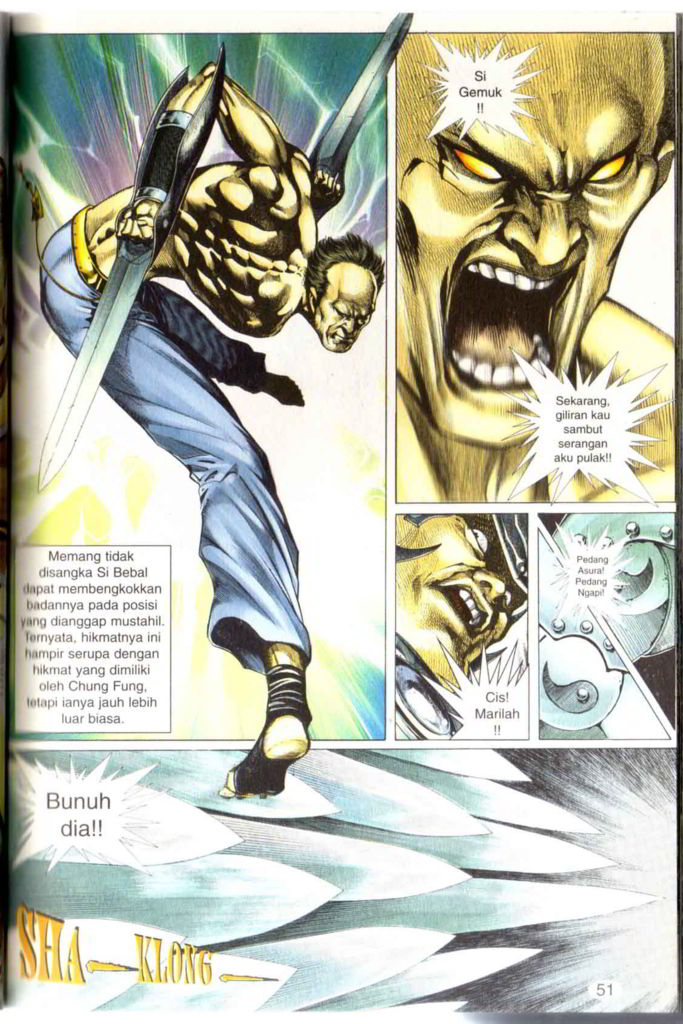 Si
Gemuk
!!
Sekarang,
giliran kau
sambut
serangan
aku pulak!!
Memang tidak
disangka Si Bebal
dapat membengkokkan
badannya pada posisi
yang dianggap mustahil.
Ternyata, hikmatnya ini
hampir serupa dengan
hikmat yang dimiliki
oleh Chung Fung,
tetapi ianya jauh lebih
luar biasa.
Cis!
Marilah
!!
Pedang
Asura!
Pedang
Ngapi!
Bunuh
dia!!
SHA— KLONG—
51